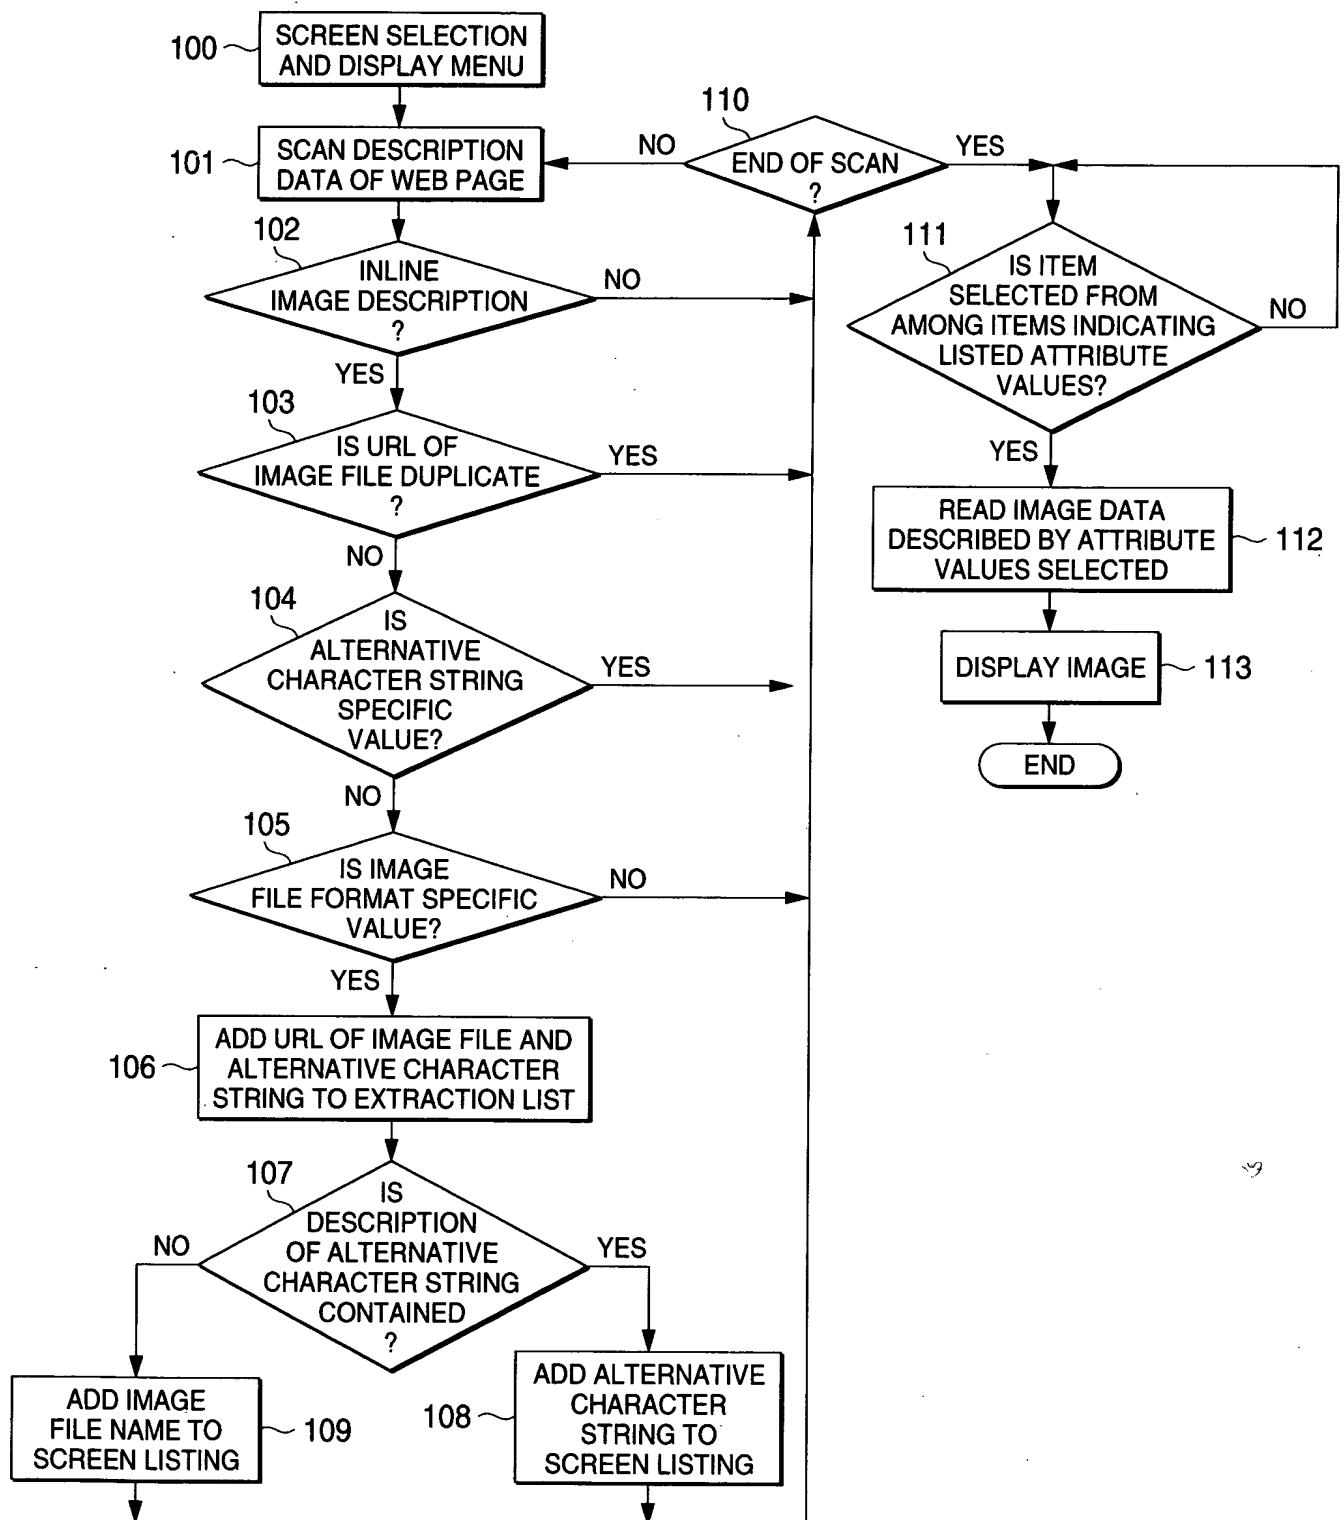 100
SCREEN SELECTION
AND DISPLAY MENU
101
SCAN DESCRIPTION
DATA OF WEB PAGE
NO
110
END OF SCAN
?
YES
102
INLINE
IMAGE DESCRIPTION
?
NO
YES
111
IS ITEM
SELECTED FROM
AMONG ITEMS INDICATING
LISTED ATTRIBUTE
VALUES?
NO
YES
103
IS URL OF
IMAGE FILE DUPLICATE
?
YES
NO
READ IMAGE DATA
DESCRIBED BY ATTRIBUTE
VALUES SELECTED
112
104
IS
ALTERNATIVE
CHARACTER STRING
SPECIFIC
VALUE?
YES
NO
DISPLAY IMAGE
113
END
105
IS IMAGE
FILE FORMAT SPECIFIC
VALUE?
NO
YES
106
ADD URL OF IMAGE FILE AND
ALTERNATIVE CHARACTER
STRING TO EXTRACTION LIST
107
IS
DESCRIPTION
OF ALTERNATIVE
CHARACTER STRING
CONTAINED
?
NO
YES
ADD IMAGE
FILE NAME TO
SCREEN LISTING
109
108
ADD ALTERNATIVE
CHARACTER
STRING TO
SCREEN LISTING